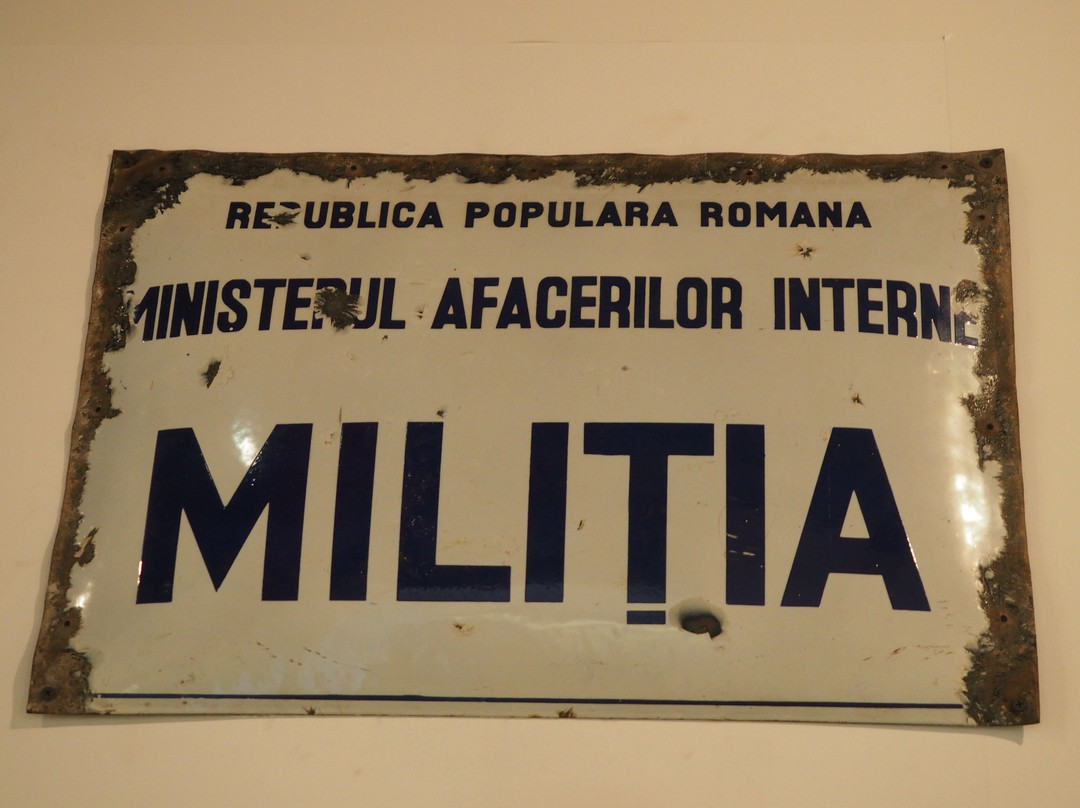 REPUBLICA POPULARA ROMANA
MINISTERUL AFACERILOR INTERNE
MILIȚIA